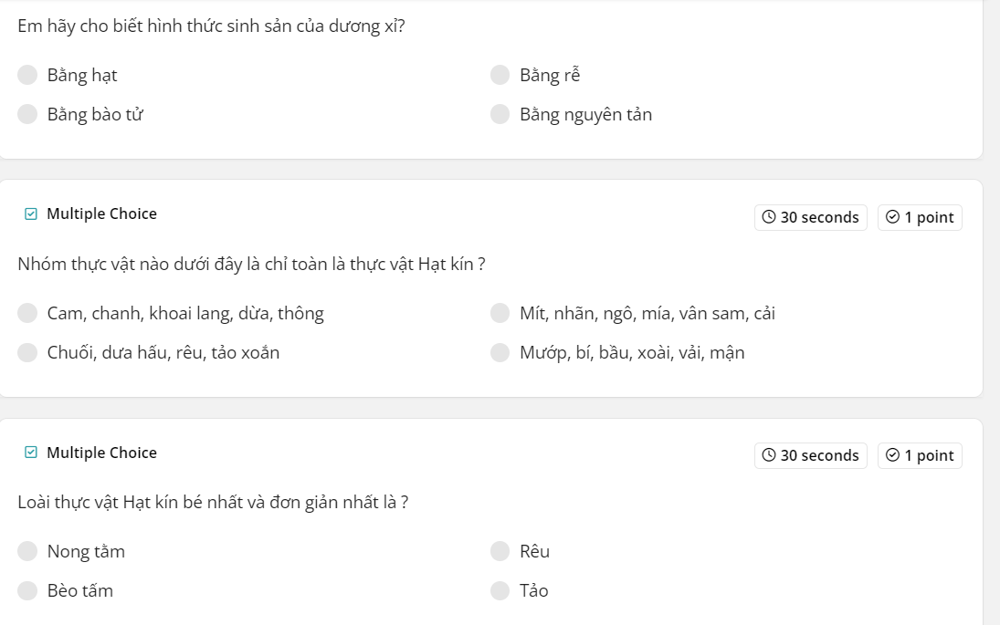 Em hãy cho biết hình thức sinh sản của dương xỉ?
Bằng hạt
Bằng rễ
Bằng bào tử
Bằng nguyên tản
Multiple Choice
30 seconds
1 point
Nhóm thực vật nào dưới đây là chỉ toàn là thực vật Hạt kín ?
Cam, chanh, khoai lang, dừa, thông
Mít, nhãn, ngô, mía, vân sam, cải
Chuối, dưa hấu, rêu, tảo xoắn
Mướp, bí, bầu, xoài, vải, mận
Multiple Choice
30 seconds
1 point
Loài thực vật Hạt kín bé nhất và đơn giản nhất là ?
Nong tằm
Rêu
Bèo tấm
Tảo